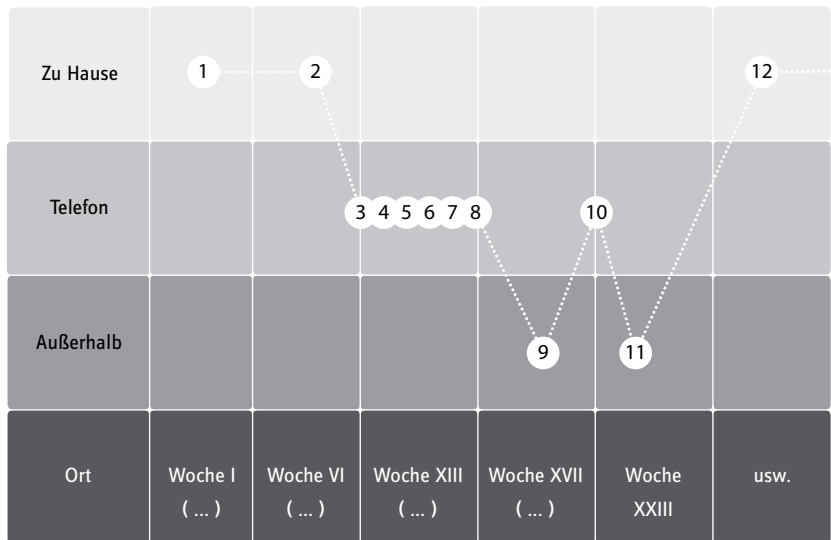 Zu Hause
1
2
12
Telefon
3 4 5 6 7 8
10
Außerhalb
9
11
Ort
Woche I
( ... )
Woche VI
( ... )
Woche XIII
( ... )
Woche XVII
( ... )
Woche
XXIII
usw.